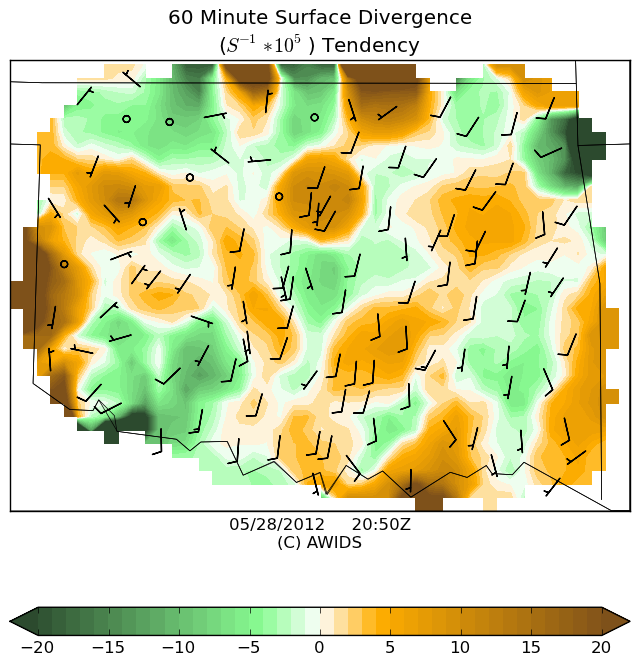 60 Minute Surface Divergence
(S⁻¹ * 10⁵ ) Tendency
05/28/2012 20:50Z
(C) AWIDS
−20 −15 −10 −5 0 5 10 15 20